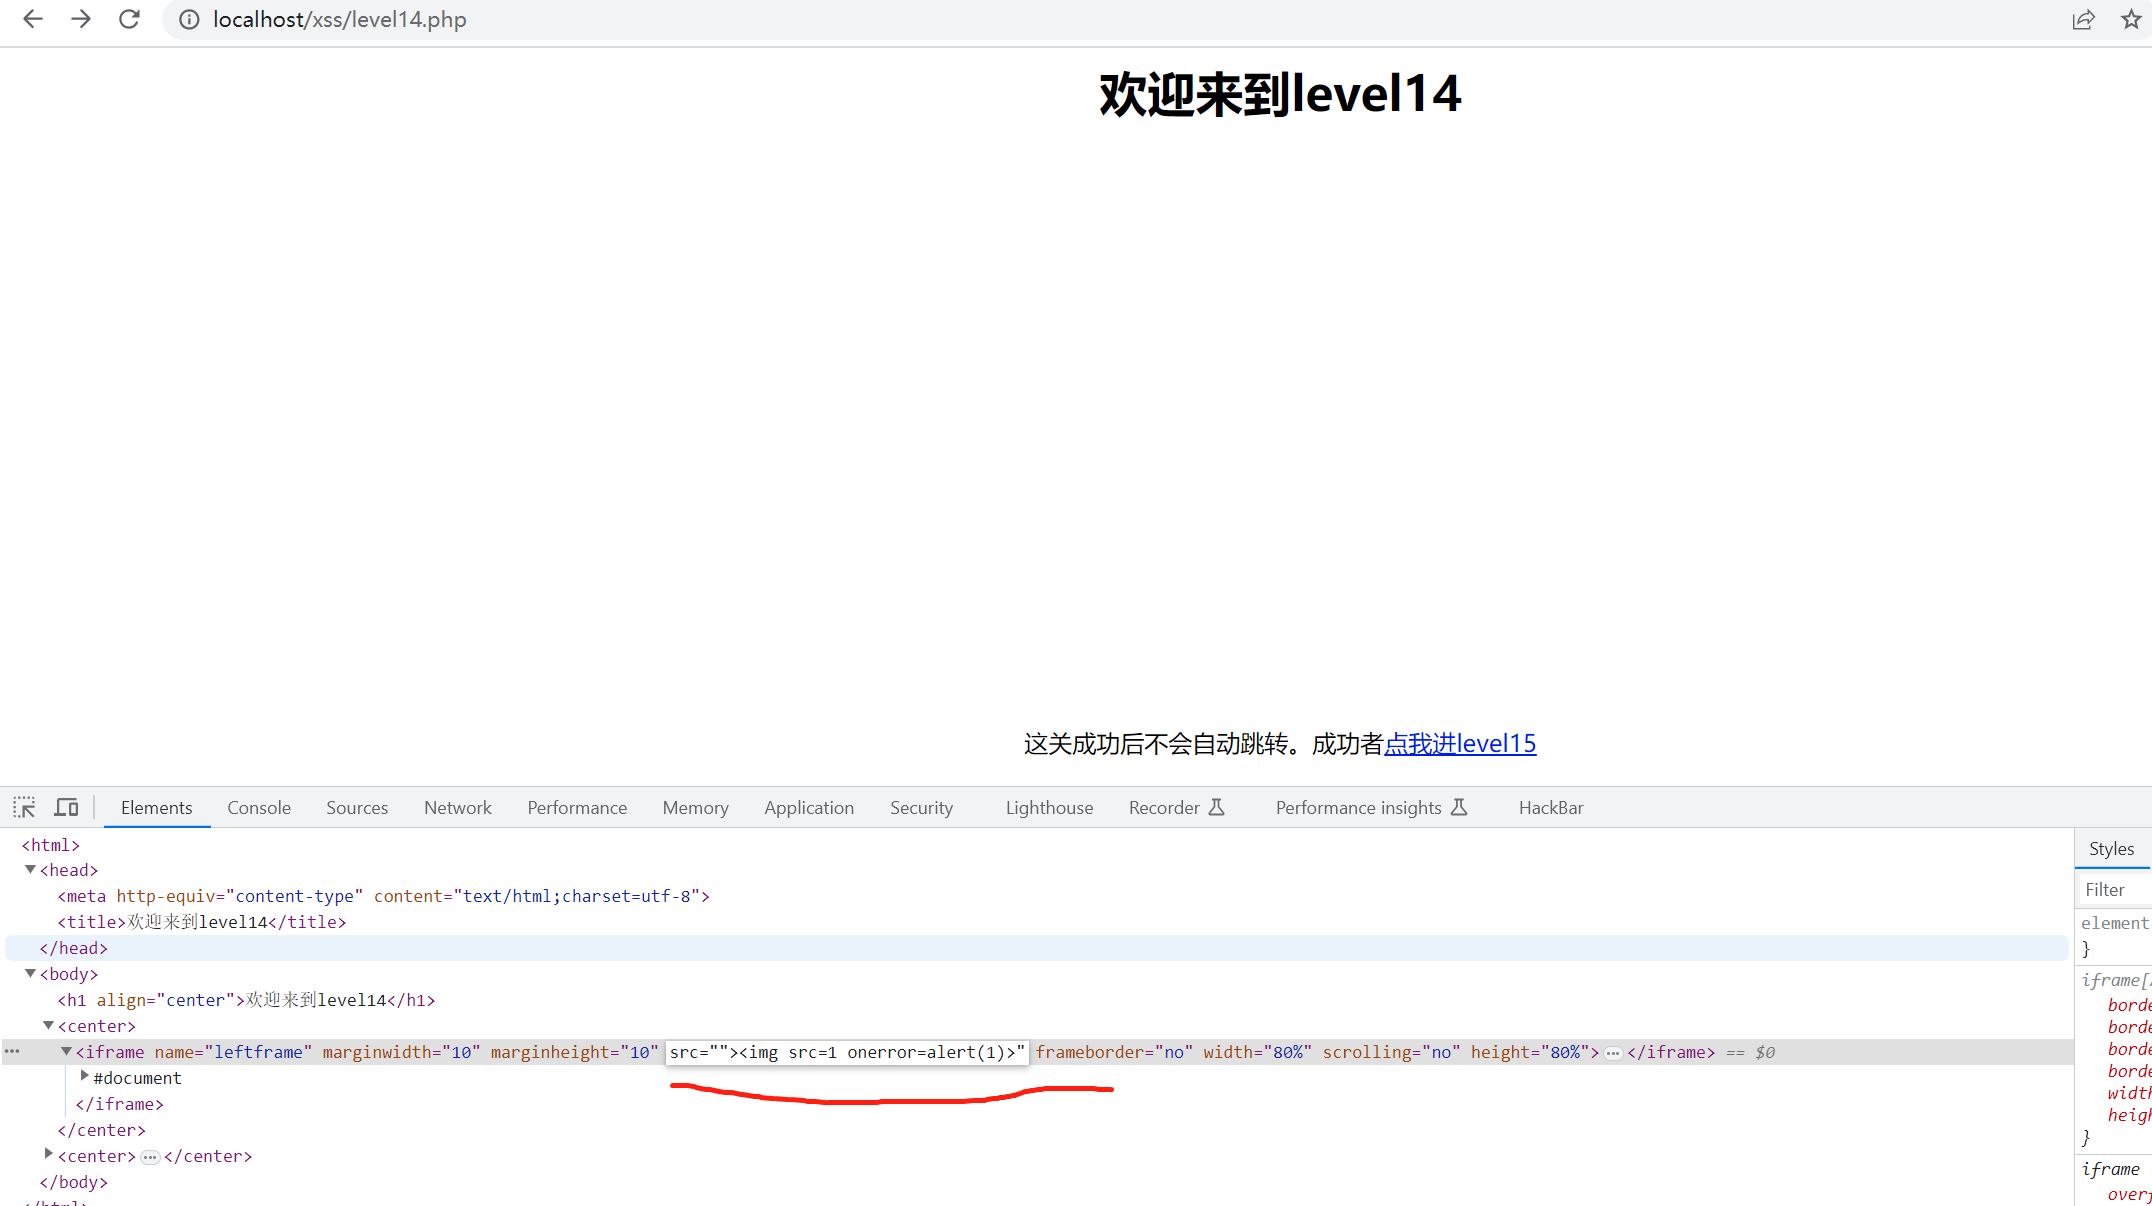 localhost/xss/level14.php
欢迎来到level14
这关成功后不会自动跳转。成功者点我进level15
Elements Console Sources Network Performance Memory Application Security Lighthouse Recorder Performance insights HackBar
<html>
<head>
<meta http-equiv="content-type" content="text/html;charset=utf-8">
<title>欢迎来到level14</title>
</head>
<body>
<h1 align="center">欢迎来到level14</h1>
<center>
<iframe name="leftframe" marginwidth="10" marginheight="10" src=""><img src=1 onerror=alert(1)>" frameborder="no" width="80%" scrolling="no" height="80%"> … </iframe> == $0
#document
</iframe>
</center>
<center> … </center>
</body>
Styles
Filter
element
}
iframe[
borde
borde
borde
borde
width
heigh
}
iframe
over